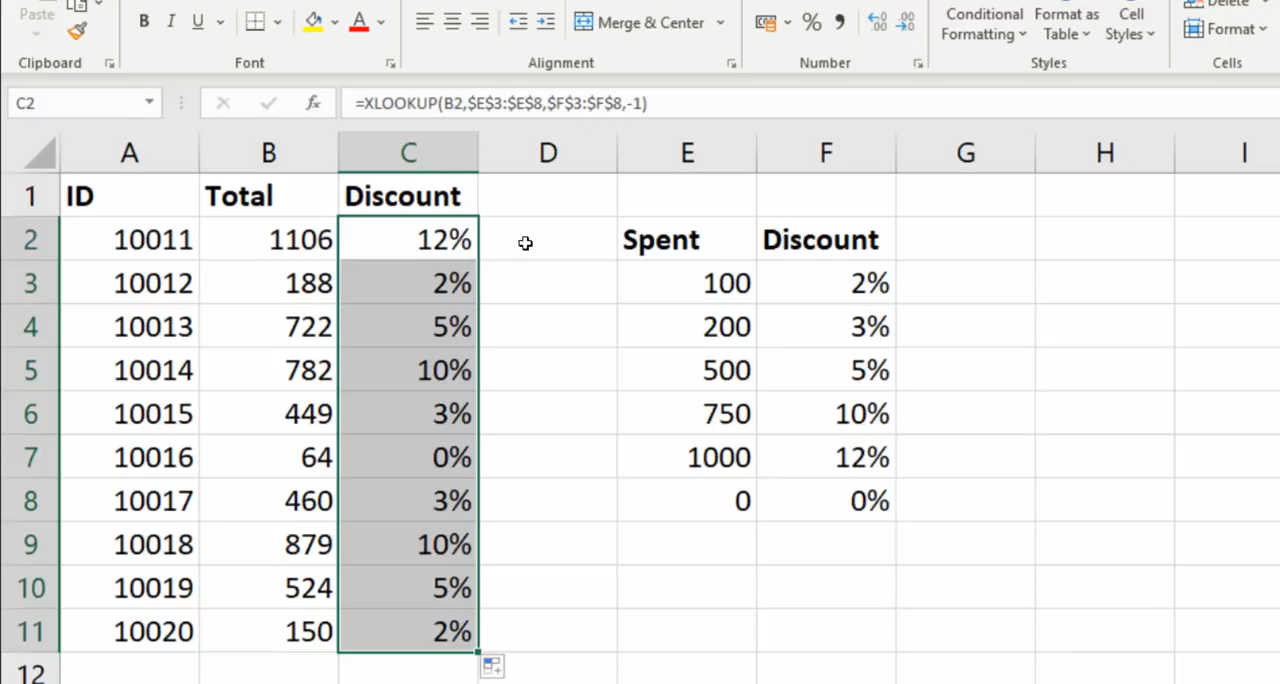 Paste
B I U
A
Merge & Center
%
Conditional Formatting
Format as Table
Cell Styles
Delete
Format
Clipboard
Font
Alignment
Number
Styles
Cells
C2
fx
=XLOOKUP(B2,$E$3:$E$8,$F$3:$F$8,-1)
A B C D E F G H I
1 ID Total Discount
2 10011 1106 12% Spent Discount
3 10012 188 2% 100 2%
4 10013 722 5% 200 3%
5 10014 782 10% 500 5%
6 10015 449 3% 750 10%
7 10016 64 0% 1000 12%
8 10017 460 3% 0 0%
9 10018 879 10%
10 10019 524 5%
11 10020 150 2%
12